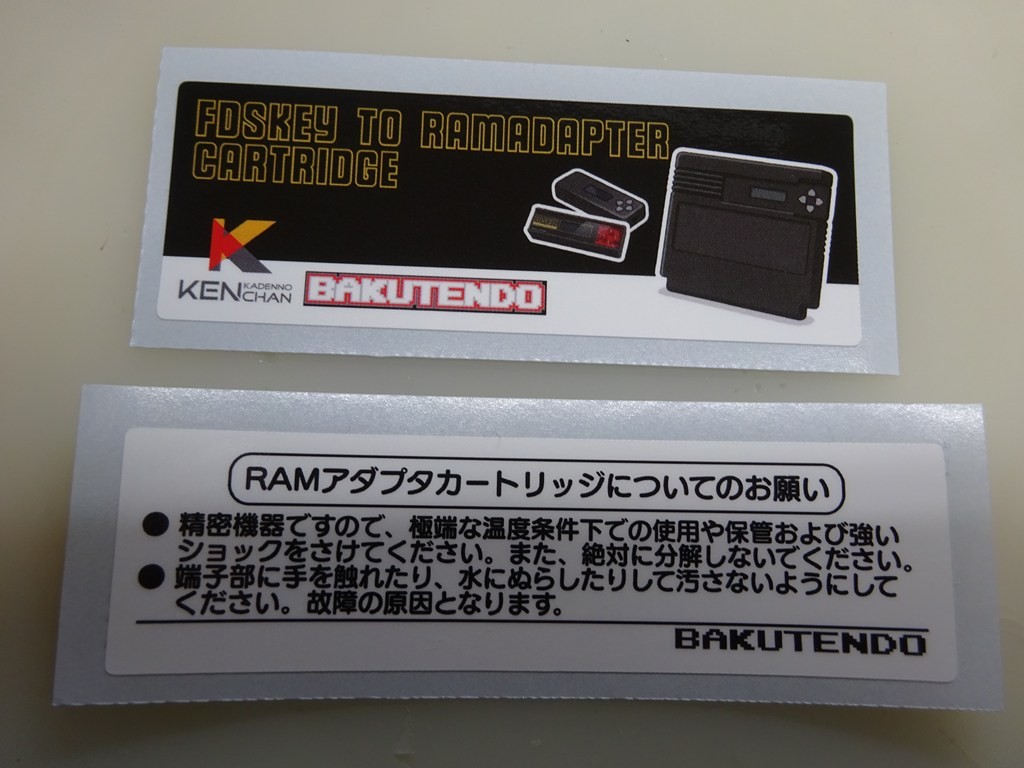 FDSKEY TO RAMADAPTER
CARTRIDGE
KEN KADENNO CHAN
BAKUTENDO
RAMアダプタカートリッジについてのお願い
● 精密機器ですので、極端な温度条件下での使用や保管および強い
ショックをさけてください。また、絶対に分解しないでください。
● 端子部に手を触れたり、水にぬらしたりして汚さないようにして
ください。故障の原因となります。
BAKUTENDO